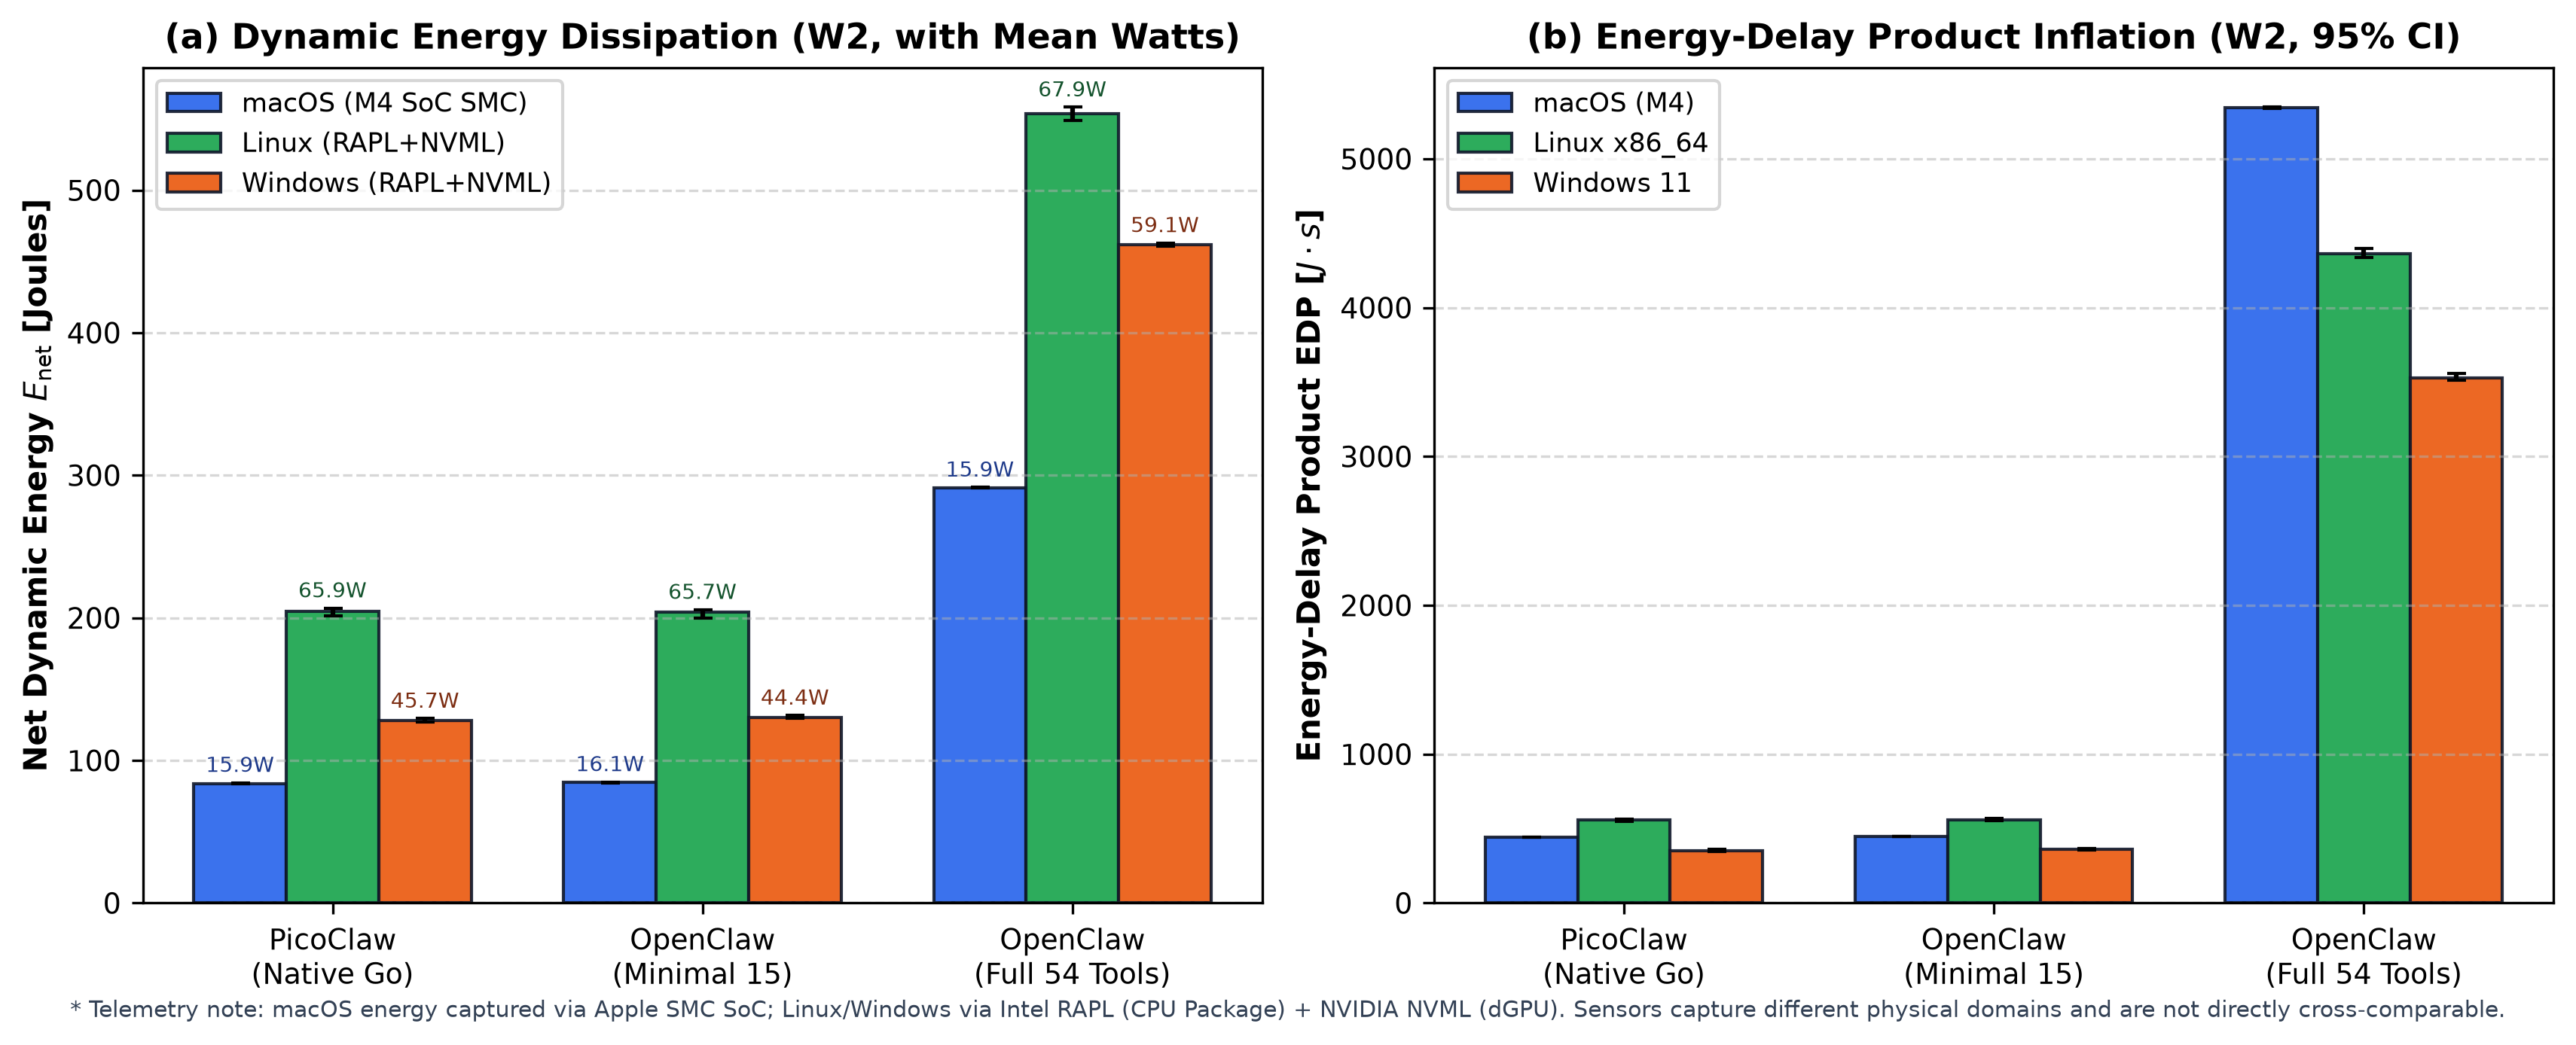 (a) Dynamic Energy Dissipation (W2, with Mean Watts)
macOS (M4 SoC SMC)
Linux (RAPL+NVML)
Windows (RAPL+NVML)
Net Dynamic Energy E_net [Joules]
500
400
300
200
100
0
15.9W
65.9W
45.7W
16.1W
65.7W
44.4W
15.9W
67.9W
59.1W
PicoClaw
(Native Go)
OpenClaw
(Minimal 15)
OpenClaw
(Full 54 Tools)
(b) Energy-Delay Product Inflation (W2, 95% CI)
macOS (M4)
Linux x86_64
Windows 11
Energy-Delay Product EDP [J · s]
5000
4000
3000
2000
1000
0
PicoClaw
(Native Go)
OpenClaw
(Minimal 15)
OpenClaw
(Full 54 Tools)
* Telemetry note: macOS energy captured via Apple SMC SoC; Linux/Windows via Intel RAPL (CPU Package) + NVIDIA NVML (dGPU). Sensors capture different physical domains and are not directly cross-comparable.